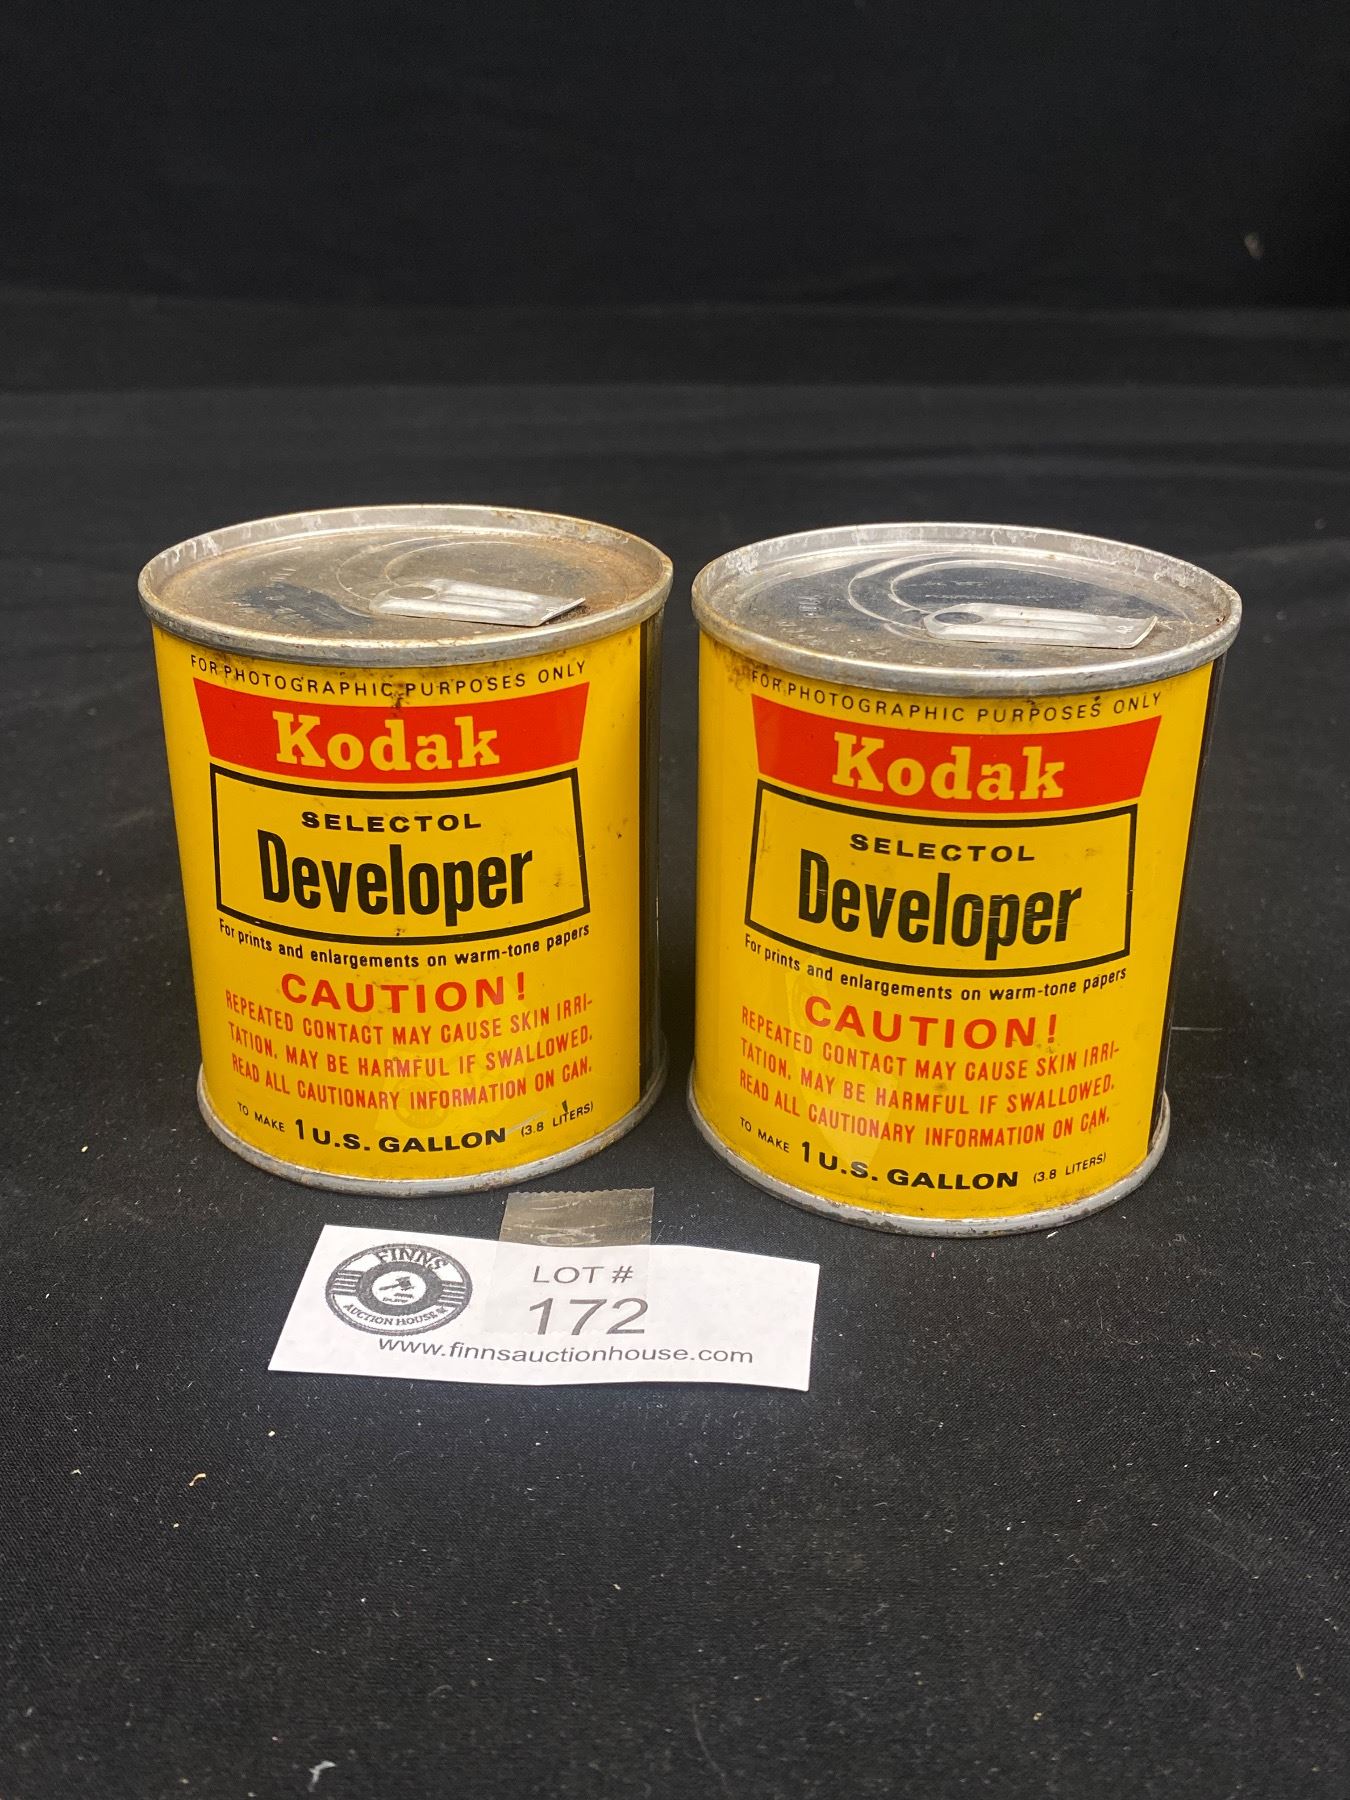 FOR PHOTOGRAPHIC PURPOSES ONLY
Kodak
SELECTOL
Developer
For prints and enlargements on warm-tone papers
CAUTION!
REPEATED CONTACT MAY CAUSE SKIN IRRI-
TATION. MAY BE HARMFUL IF SWALLOWED.
READ ALL CAUTIONARY INFORMATION ON CAN.
TO MAKE 1 U.S. GALLON (3.8 LITERS)
FOR PHOTOGRAPHIC PURPOSES ONLY
Kodak
SELECTOL
Developer
For prints and enlargements on warm-tone papers
CAUTION!
REPEATED CONTACT MAY CAUSE SKIN IRRI-
TATION. MAY BE HARMFUL IF SWALLOWED.
READ ALL CAUTIONARY INFORMATION ON CAN.
TO MAKE 1 U.S. GALLON (3.8 LITERS)
FINNS
AUCTION HOUSE
LOT #
172
www.finnsauctionhouse.com